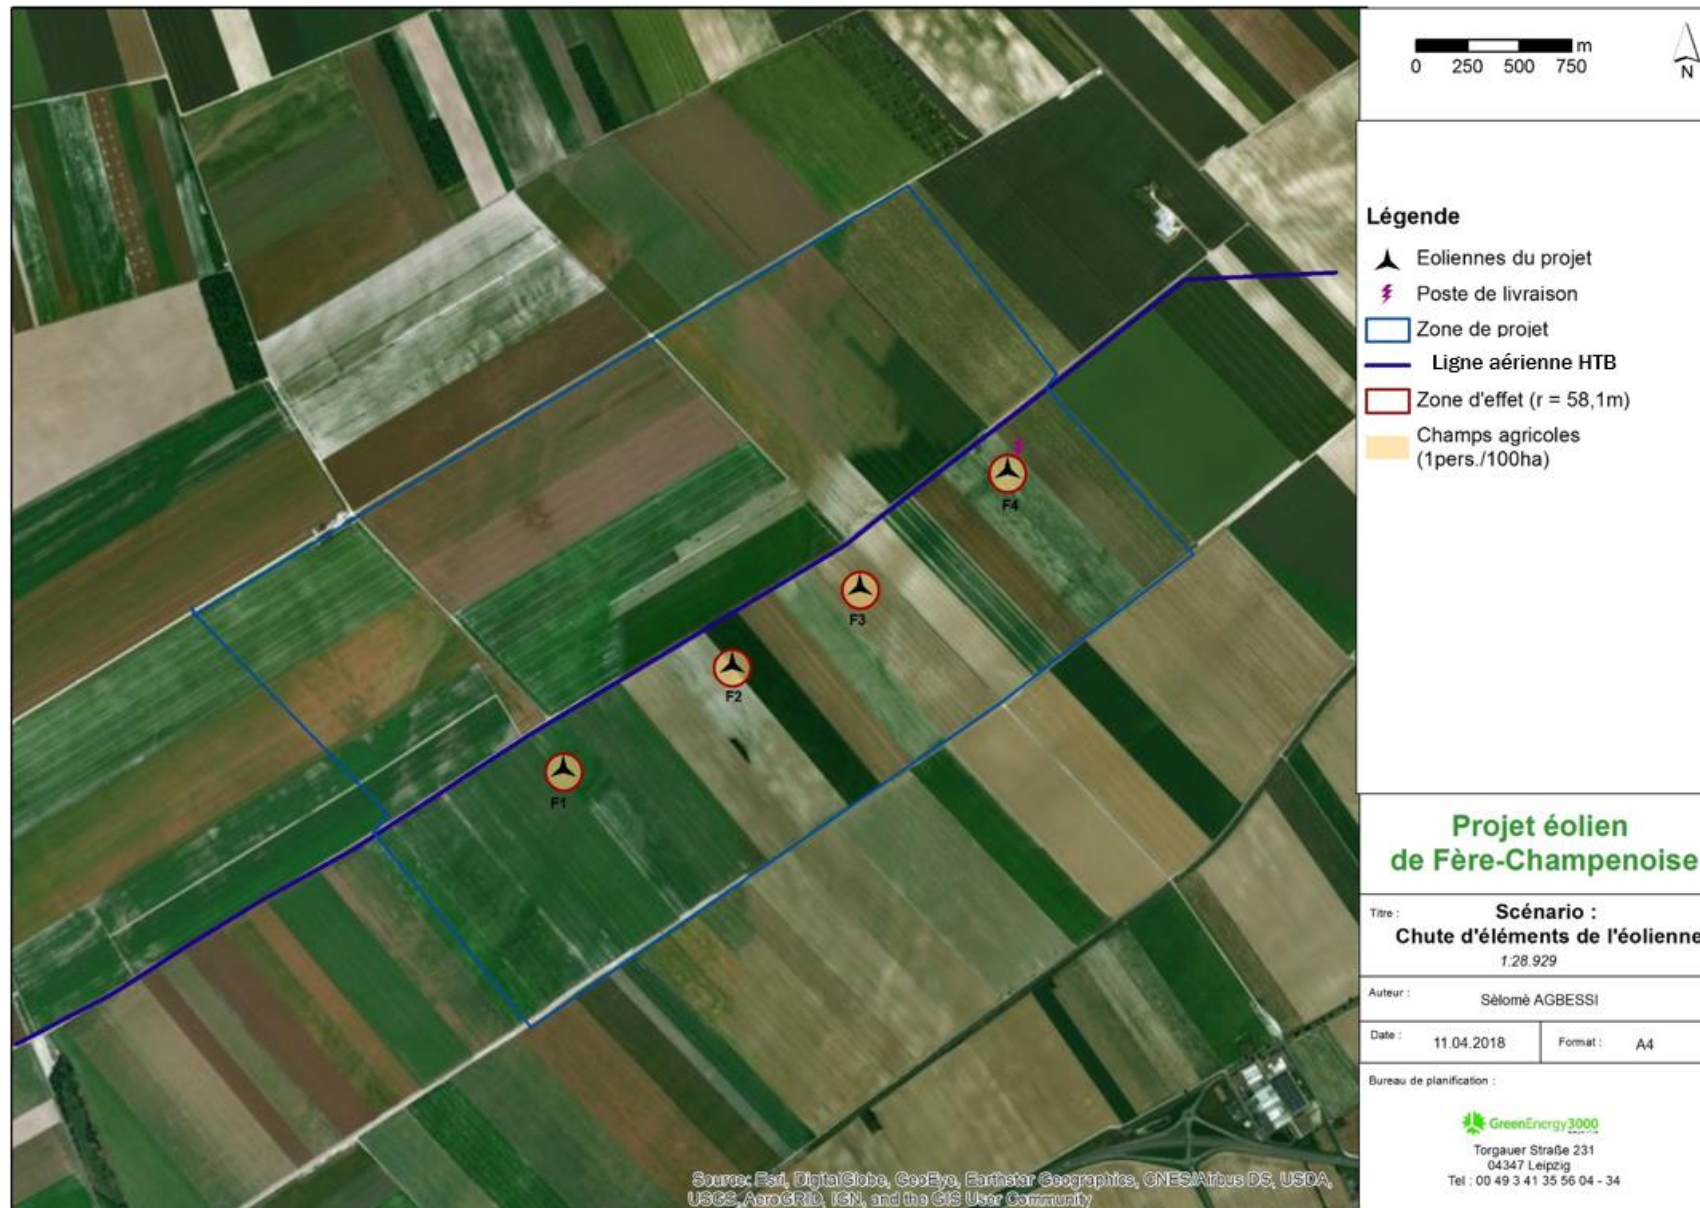 0 250 500 750 m
N
Légende
Eoliennes du projet
Poste de livraison
Zone de projet
Ligne aérienne HTB
Zone d'effet (r = 58,1m)
Champs agricoles
(1pers./100ha)
F4
F3
F2
F1
Projet éolien
de Fère-Champenoise
Titre : Scénario :
Chute d'éléments de l'éolienne
1:28.929
Auteur : Sèlomè AGBESSI
Date : 11.04.2018 Format : A4
Bureau de planification :
GreenEnergy3000
Torgauer Straße 231
04347 Leipzig
Tel : 00 49 3 41 35 56 04 - 34
Source: Esri, DigitalGlobe, GeoEye, Earthstar Geographics, CNES/Airbus DS, USDA,
USGS, AeroGRID, IGN, and the GIS User Community